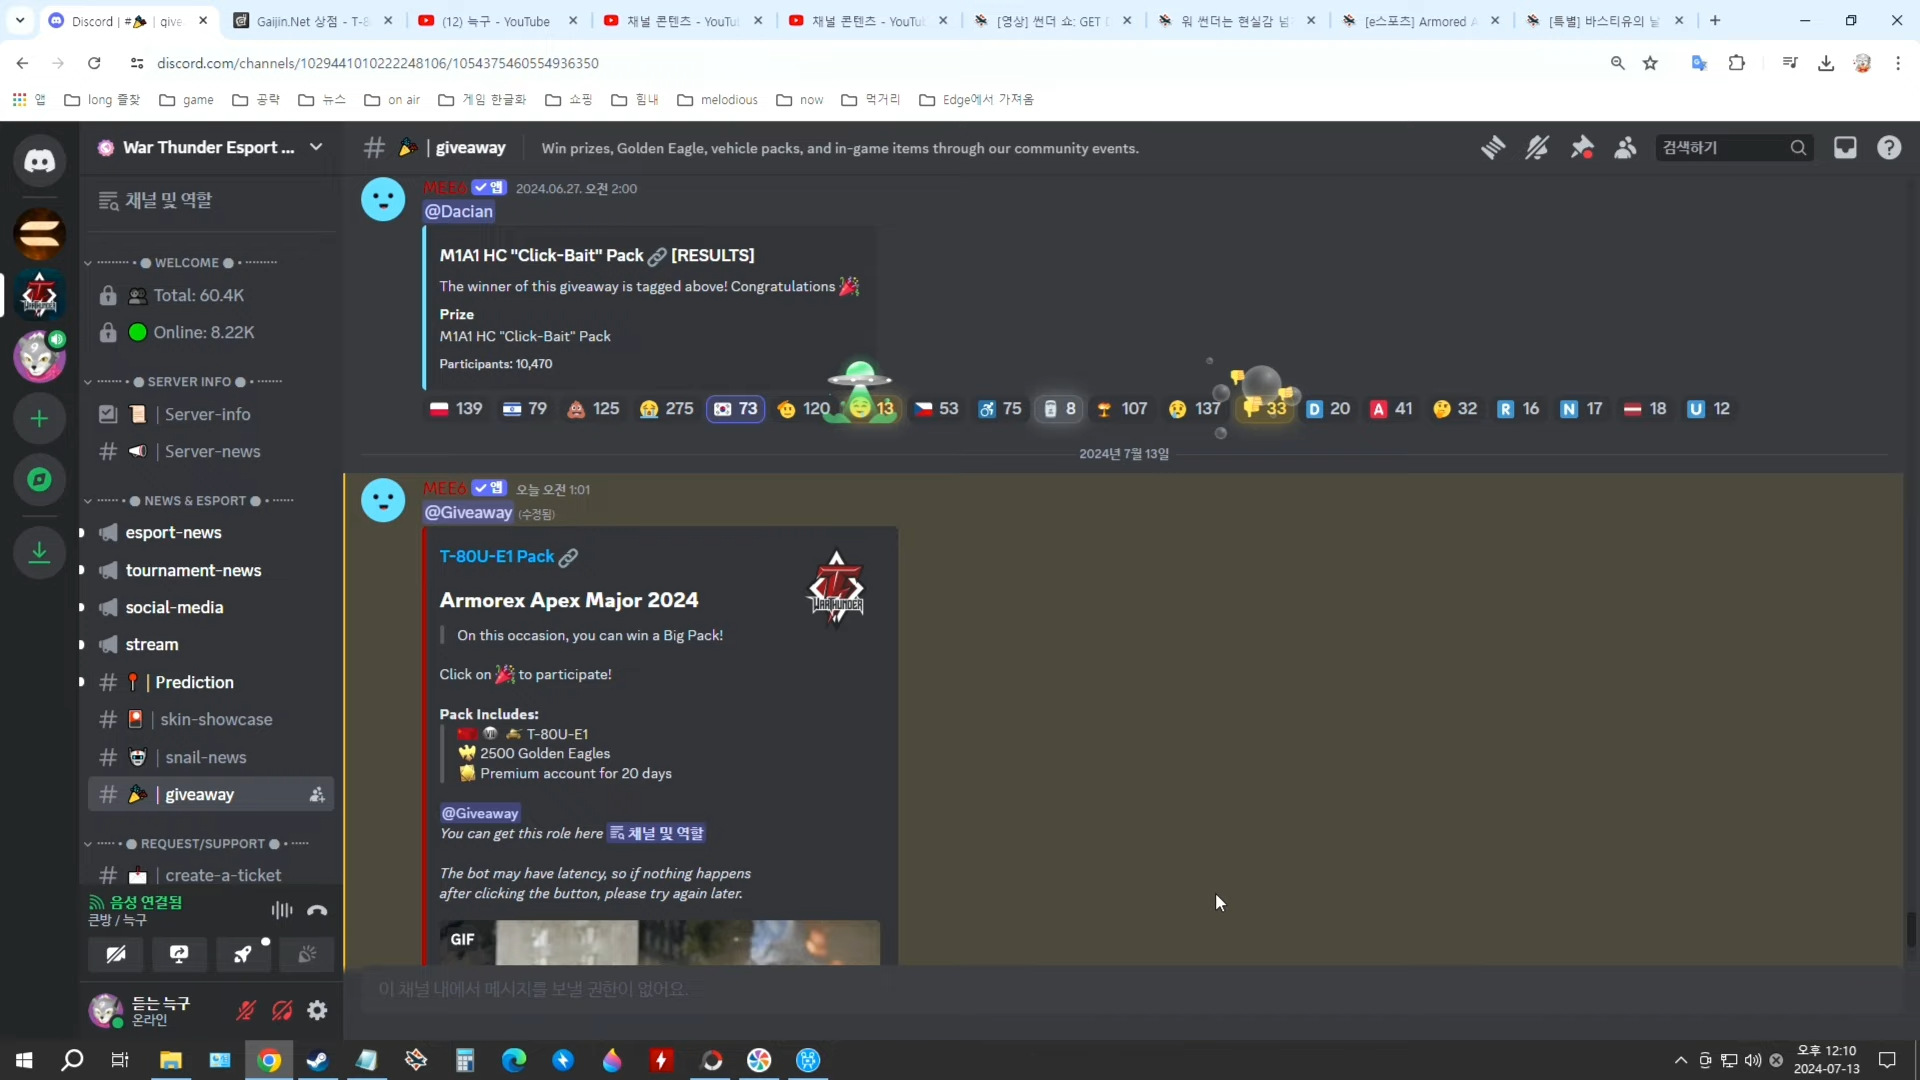 Discord | #🎉 | give
Gaijin.Net 상점 - T-8
(12) 늑구 - YouTube
채널 콘텐츠 - YouTu
채널 콘텐츠 - YouTu
[영상] 썬더 쇼: GET
워 썬더는 현실감 넘
[e스포츠] Armored A
[특별] 바스티유의 날
discord.com/channels/1029441010222248106/1054375460554936350
앱
long 즐찾
game
공략
뉴스
on air
게임 한글화
쇼핑
힘내
melodious
now
먹거리
Edge에서 가져옴
War Thunder Esport ...
# 🎉 | giveaway
Win prizes, Golden Eagle, vehicle packs, and in-game items through our community events.
검색하기
채널 및 역할
WELCOME
Total: 60.4K
Online: 8.22K
SERVER INFO
| Server-info
# | Server-news
NEWS & ESPORT
esport-news
tournament-news
social-media
stream
# | Prediction
# | skin-showcase
# | snail-news
# | giveaway
REQUEST/SUPPORT
# | create-a-ticket
음성 연결됨
큰방 / 늑구
듣는 늑구
온라인
MEE6 ✓ 앱 2024.06.27. 오전 2:00
@Dacian
M1A1 HC "Click-Bait" Pack 🔗 [RESULTS]
The winner of this giveaway is tagged above! Congratulations 🎉
Prize
M1A1 HC "Click-Bait" Pack
Participants: 10,470
139 79 125 275 73 120 13 53 75 8 107 137 33 D 20 A 41 32 R 16 N 17 18 U 12
2024년 7월 13일
MEE6 ✓ 앱 오늘 오전 1:01
@Giveaway (수정됨)
T-80U-E1 Pack 🔗
WARTHUNDER
Armorex Apex Major 2024
On this occasion, you can win a Big Pack!
Click on 🎉 to participate!
Pack Includes:
T-80U-E1
2500 Golden Eagles
Premium account for 20 days
@Giveaway
You can get this role here 채널 및 역할
The bot may have latency, so if nothing happens
after clicking the button, please try again later.
GIF
이 채널 내에서 메시지를 보낼 권한이 없어요.
오후 12:10
2024-07-13